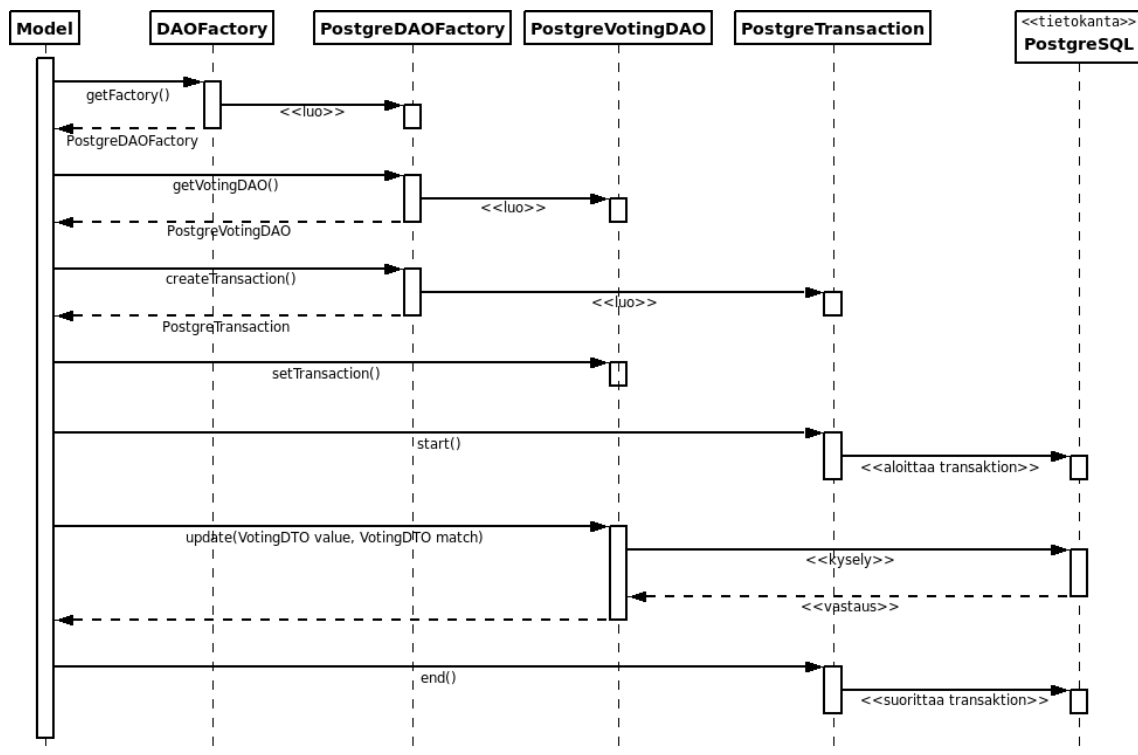 Model
DAOFactory
PostgreDAOFactory
PostgreVotingDAO
PostgreTransaction
<<tietokanta>>
PostgreSQL
getFactory()
<<luo>>
PostgreDAOFactory
getVotingDAO()
<<luo>>
PostgreVotingDAO
createTransaction()
<<luo>>
PostgreTransaction
setTransaction()
start()
<<aloittaa transaktion>>
update(VotingDTO value, VotingDTO match)
<<kysely>>
<<vastaus>>
end()
<<suorittaa transaktion>>